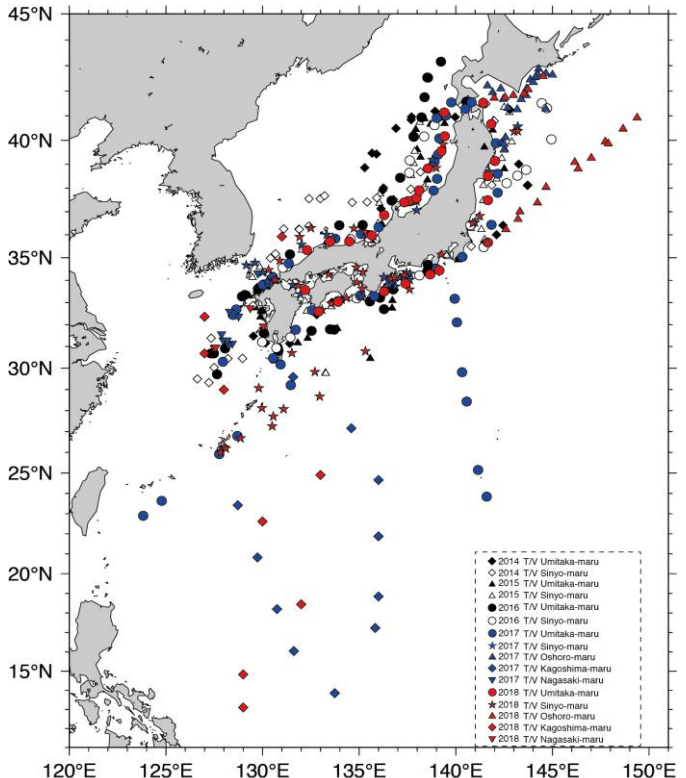 45°N
40°N
35°N
30°N
25°N
20°N
15°N
120°E
125°E
130°E
135°E
140°E
145°E
150°E
2014 T/V Umitaka-maru
2014 T/V Sinyo-maru
2015 T/V Umitaka-maru
2015 T/V Sinyo-maru
2016 T/V Umitaka-maru
2016 T/V Sinyo-maru
2017 T/V Umitaka-maru
2017 T/V Sinyo-maru
2017 T/V Oshoro-maru
2017 T/V Kagoshima-maru
2017 T/V Nagasaki-maru
2018 T/V Umitaka-maru
2018 T/V Sinyo-maru
2018 T/V Oshoro-maru
2018 T/V Kagoshima-maru
2018 T/V Nagasaki-maru